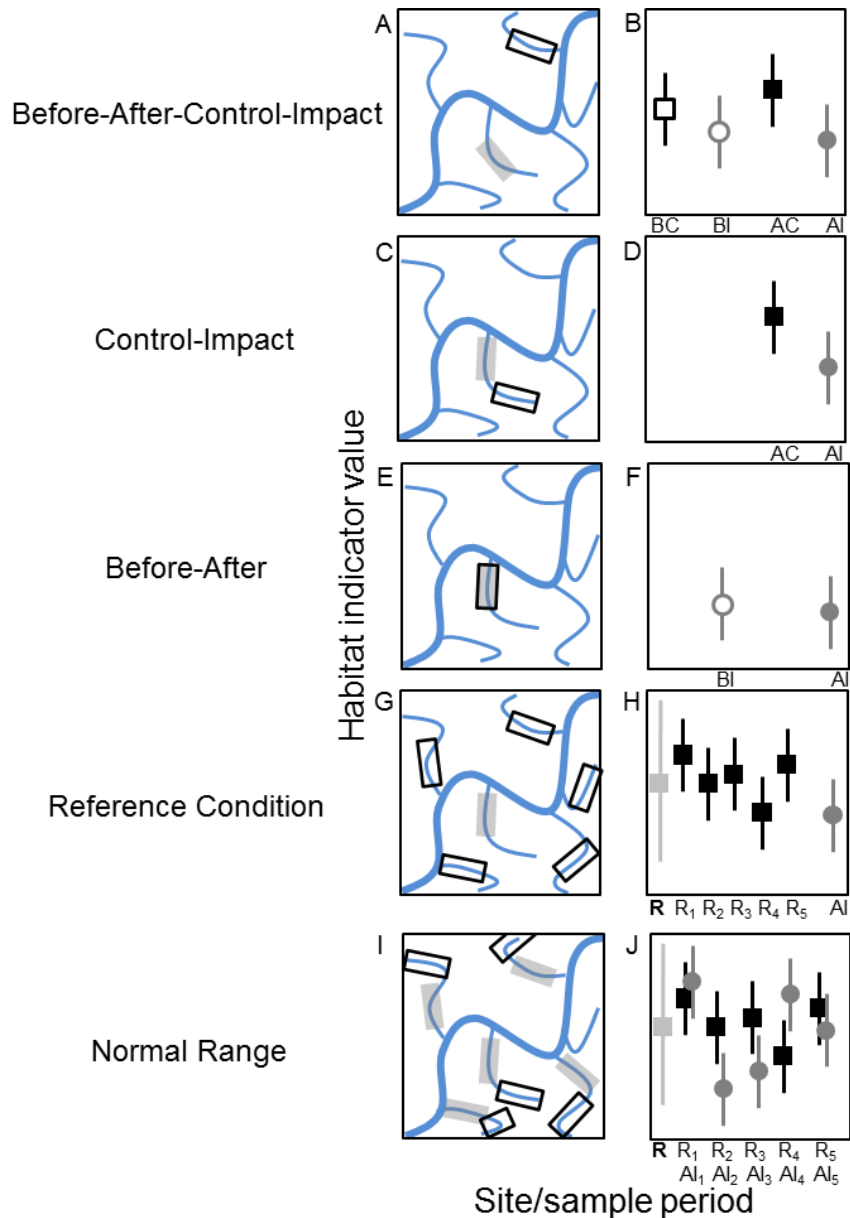 A
B
Before-After-Control-Impact
BC BI AC AI
C
D
Control-Impact
AC AI
Habitat indicator value
E
F
Before-After
BI AI
G
H
Reference Condition
R R₁ R₂ R₃ R₄ R₅ AI
I
J
Normal Range
R R₁ R₂ R₃ R₄ R₅
AI₁ AI₂ AI₃ AI₄ AI₅
Site/sample period